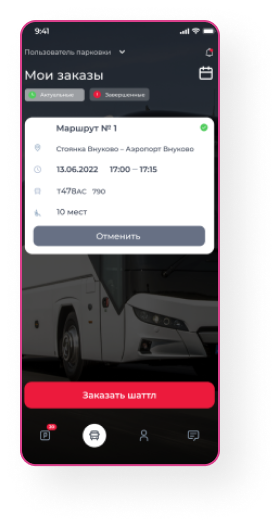 9:41
Пользователь парковки
Мои заказы
Актуальные
Завершенные
Маршрут № 1
Стоянка Внуково – Аэропорт Внуково
13.06.2022 17:00 – 17:15
т478ас 790
10 мест
Отменить
Заказать шаттл